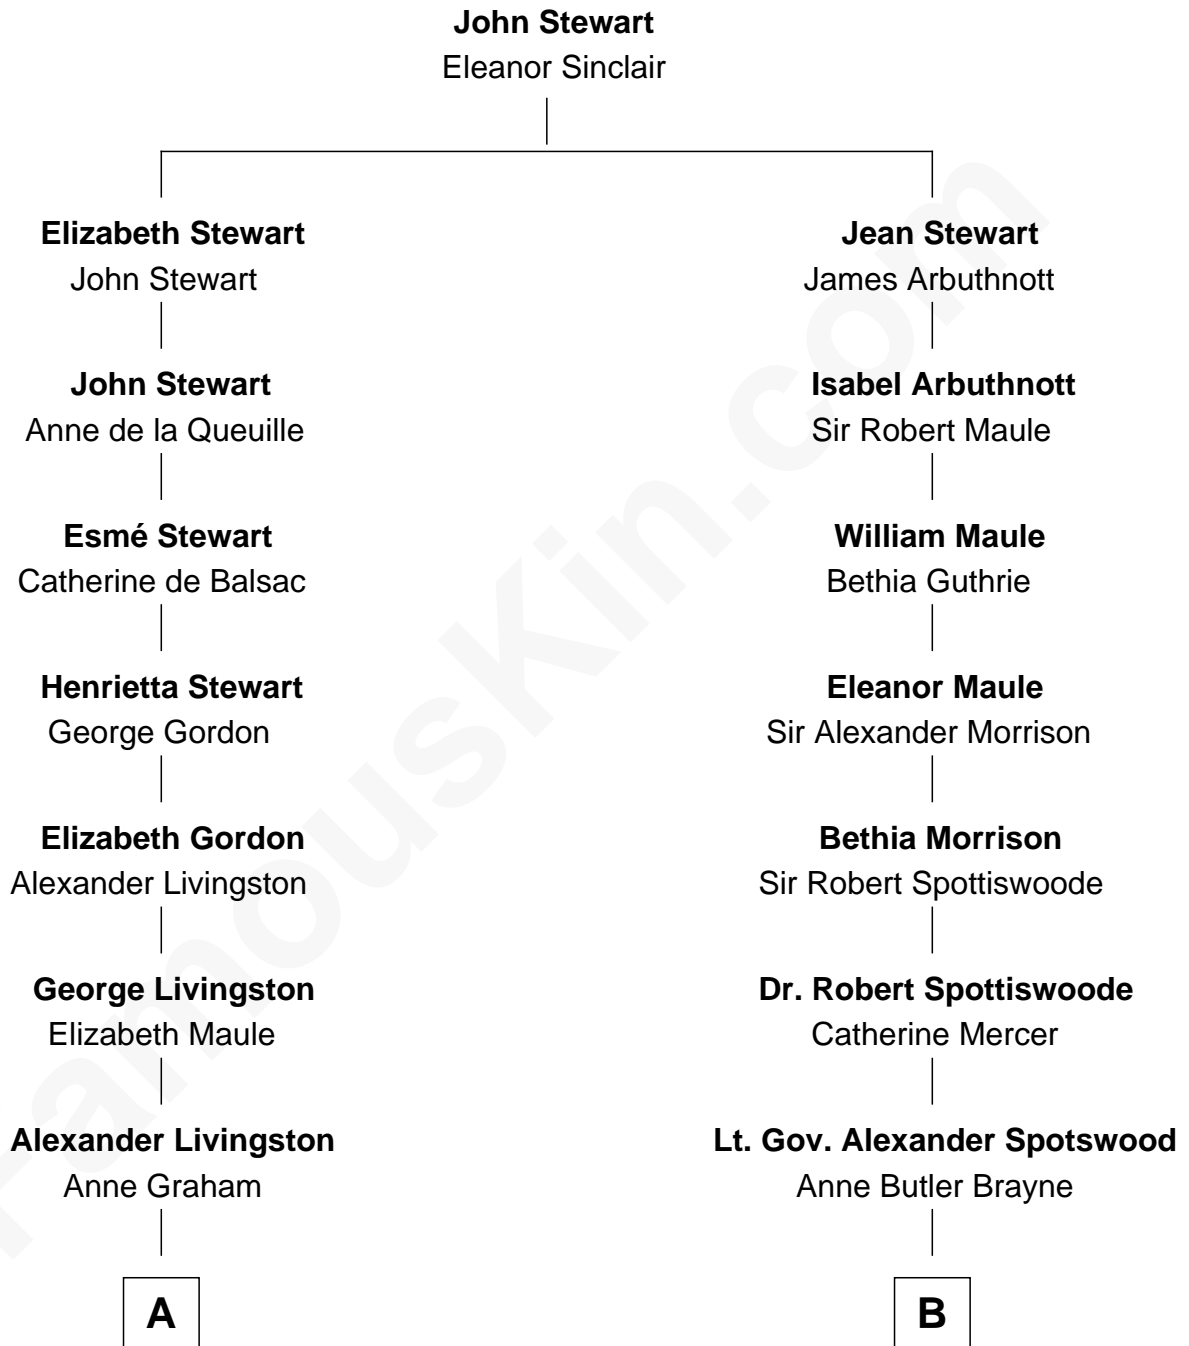 John Stewart
Eleanor Sinclair
Elizabeth Stewart
John Stewart
Jean Stewart
James Arbuthnott
John Stewart
Anne de la Queuille
Isabel Arbuthnott
Sir Robert Maule
Esmé Stewart
Catherine de Balsac
William Maule
Bethia Guthrie
Henrietta Stewart
George Gordon
Eleanor Maule
Sir Alexander Morrison
Elizabeth Gordon
Alexander Livingston
Bethia Morrison
Sir Robert Spottiswoode
George Livingston
Elizabeth Maule
Dr. Robert Spottiswoode
Catherine Mercer
Alexander Livingston
Anne Graham
Lt. Gov. Alexander Spotswood
Anne Butler Brayne
A
B
FamousKin.com